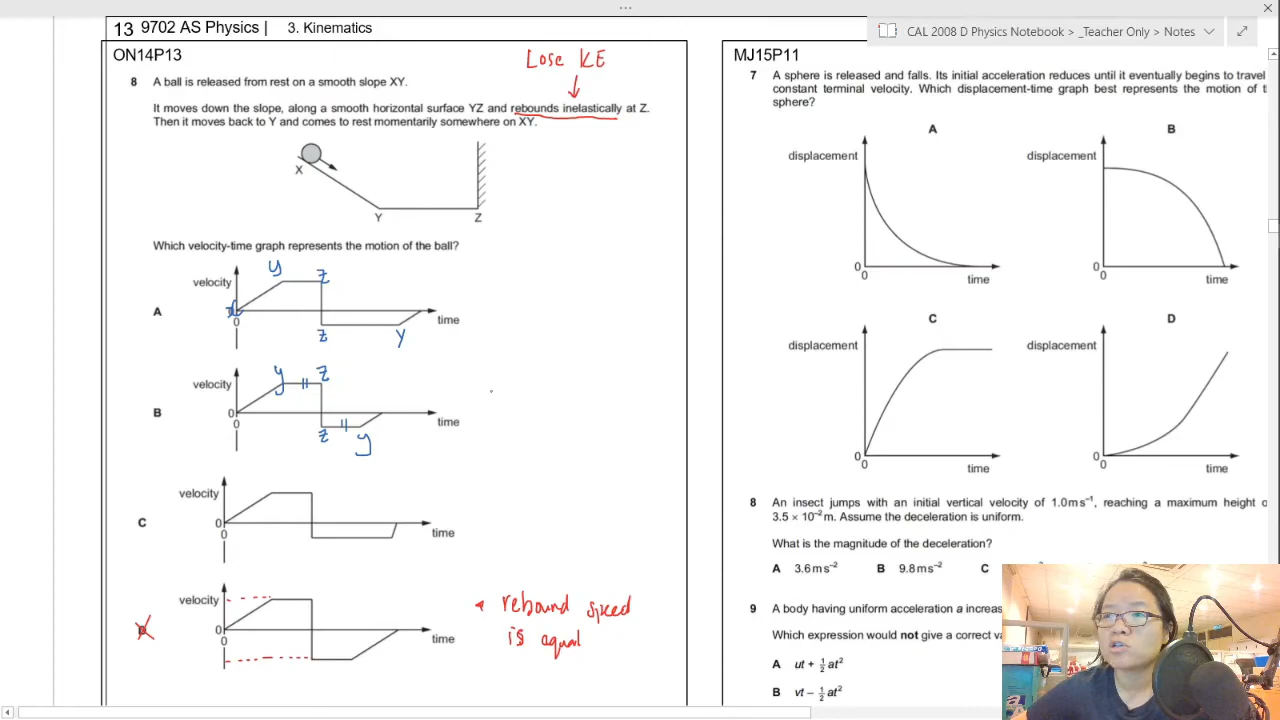 CAL 2008 D Physics Notebook > _Teacher Only > Notes
13 9702 AS Physics | 3. Kinematics
ON14P13
Lose KE
8 A ball is released from rest on a smooth slope XY.
It moves down the slope, along a smooth horizontal surface YZ and rebounds inelastically at Z.
Then it moves back to Y and comes to rest momentarily somewhere on XY.
X
Y
Z
Which velocity-time graph represents the motion of the ball?
A
velocity
0
0
time
x
y
z
z
y
B
velocity
0
0
time
y
z
z
y
C
velocity
0
0
time
D
velocity
0
0
time
rebound speed
is equal
MJ15P11
7 A sphere is released and falls. Its initial acceleration reduces until it eventually begins to travel
constant terminal velocity. Which displacement-time graph best represents the motion of t
sphere?
A
displacement
0
0
time
B
displacement
0
0
time
C
displacement
0
0
time
D
displacement
0
0
time
8 An insect jumps with an initial vertical velocity of 1.0 m s⁻¹, reaching a maximum height
3.5 × 10⁻² m. Assume the deceleration is uniform.
What is the magnitude of the deceleration?
A 3.6 m s⁻² B 9.8 m s⁻² C
9 A body having uniform acceleration a increas
Which expression would not give a correct v
A ut + ½ at²
B vt − ½ at²